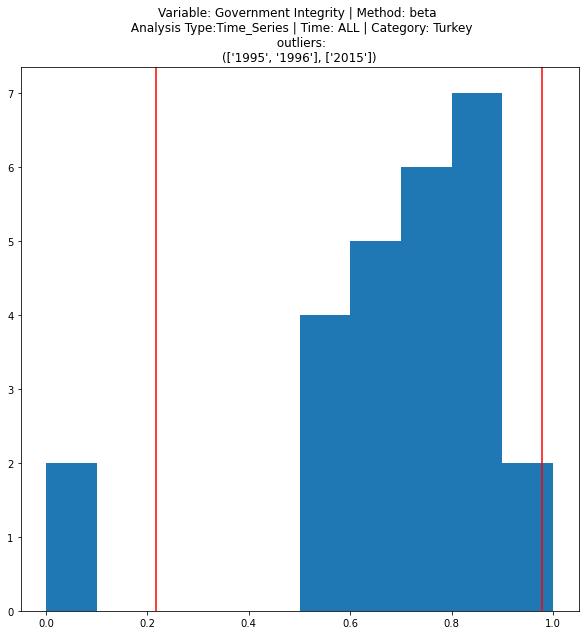 Variable: Government Integrity | Method: beta
Analysis Type:Time_Series | Time: ALL | Category: Turkey
outliers:
(['1995', '1996'], ['2015'])
7
6
5
4
3
2
1
0
0.0 0.2 0.4 0.6 0.8 1.0